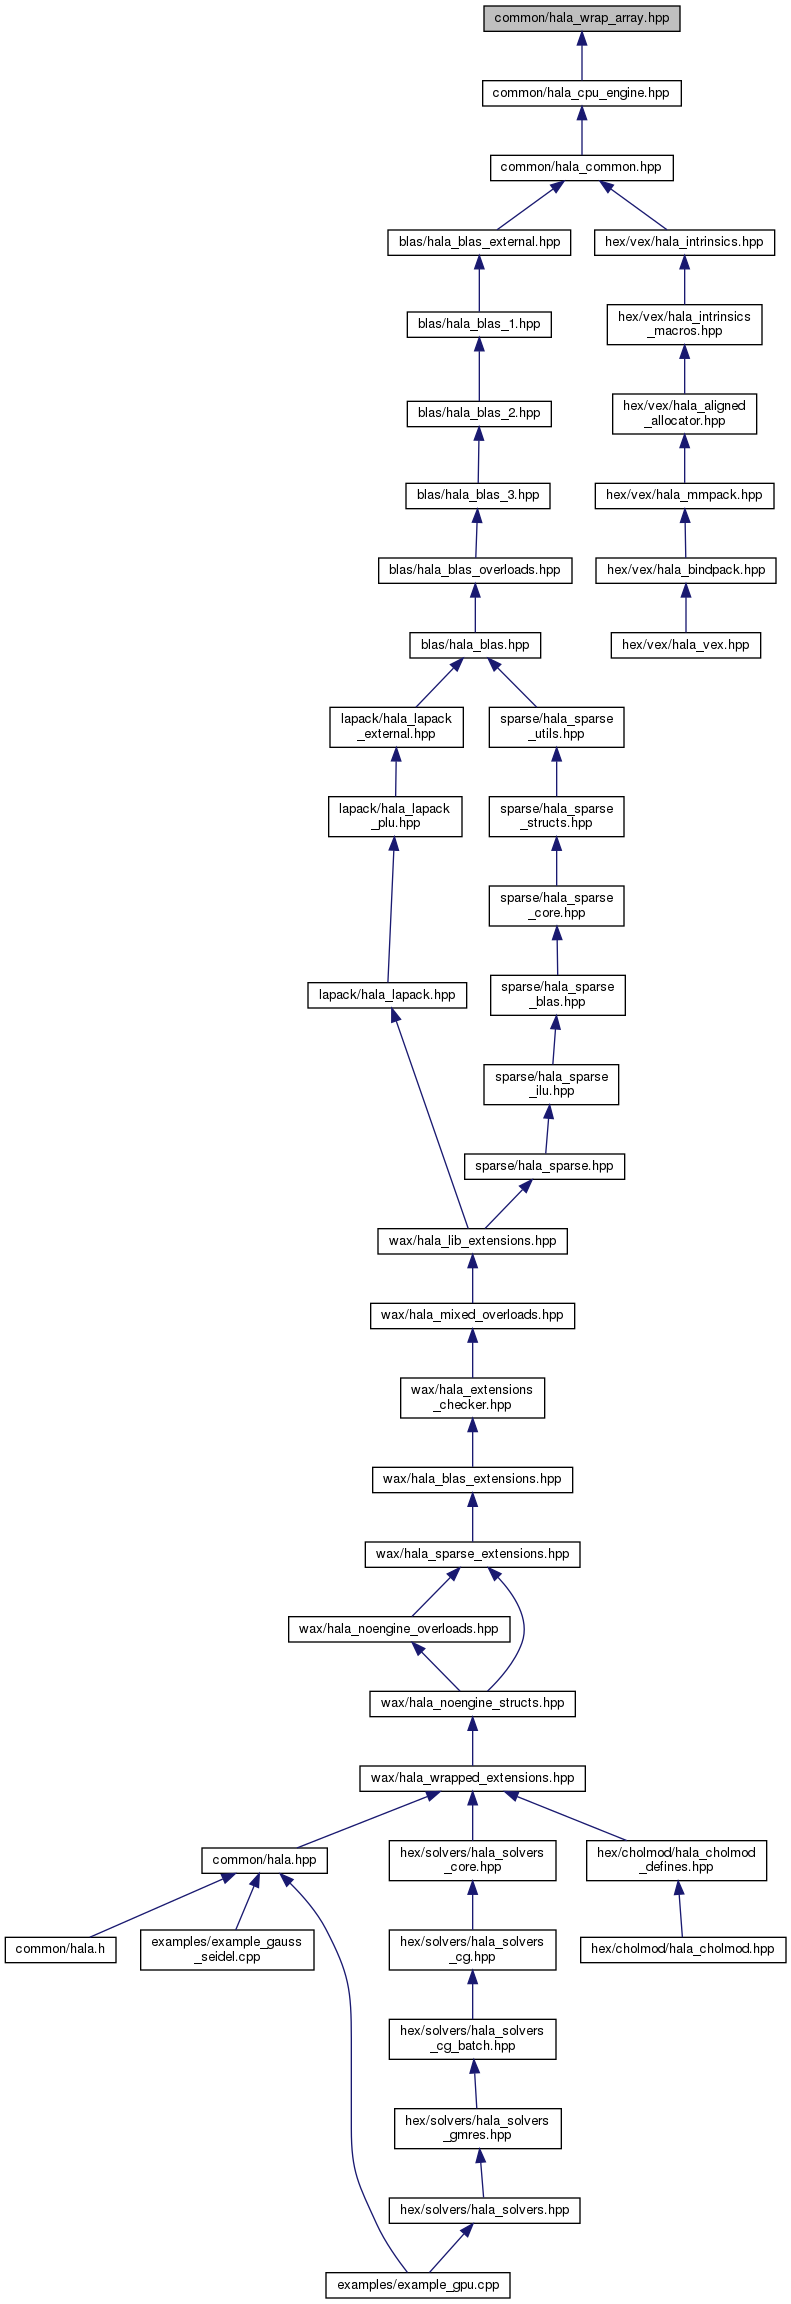 common/hala_wrap_array.hpp
common/hala_cpu_engine.hpp
common/hala_common.hpp
blas/hala_blas_external.hpp
hex/vex/hala_intrinsics.hpp
hex/vex/hala_intrinsics
_macros.hpp
blas/hala_blas_1.hpp
hex/vex/hala_aligned
_allocator.hpp
blas/hala_blas_2.hpp
blas/hala_blas_3.hpp
hex/vex/hala_mmpack.hpp
blas/hala_blas_overloads.hpp
hex/vex/hala_bindpack.hpp
blas/hala_blas.hpp
hex/vex/hala_vex.hpp
lapack/hala_lapack
_external.hpp
sparse/hala_sparse
_utils.hpp
lapack/hala_lapack
_plu.hpp
sparse/hala_sparse
_structs.hpp
sparse/hala_sparse
_core.hpp
lapack/hala_lapack.hpp
sparse/hala_sparse
_blas.hpp
sparse/hala_sparse
_ilu.hpp
sparse/hala_sparse.hpp
wax/hala_lib_extensions.hpp
wax/hala_mixed_overloads.hpp
wax/hala_extensions
_checker.hpp
wax/hala_blas_extensions.hpp
wax/hala_sparse_extensions.hpp
wax/hala_noengine_overloads.hpp
wax/hala_noengine_structs.hpp
wax/hala_wrapped_extensions.hpp
common/hala.hpp
hex/solvers/hala_solvers
_core.hpp
hex/cholmod/hala_cholmod
_defines.hpp
common/hala.h
examples/example_gauss
_seidel.cpp
hex/solvers/hala_solvers
_cg.hpp
hex/cholmod/hala_cholmod.hpp
hex/solvers/hala_solvers
_cg_batch.hpp
hex/solvers/hala_solvers
_gmres.hpp
hex/solvers/hala_solvers.hpp
examples/example_gpu.cpp